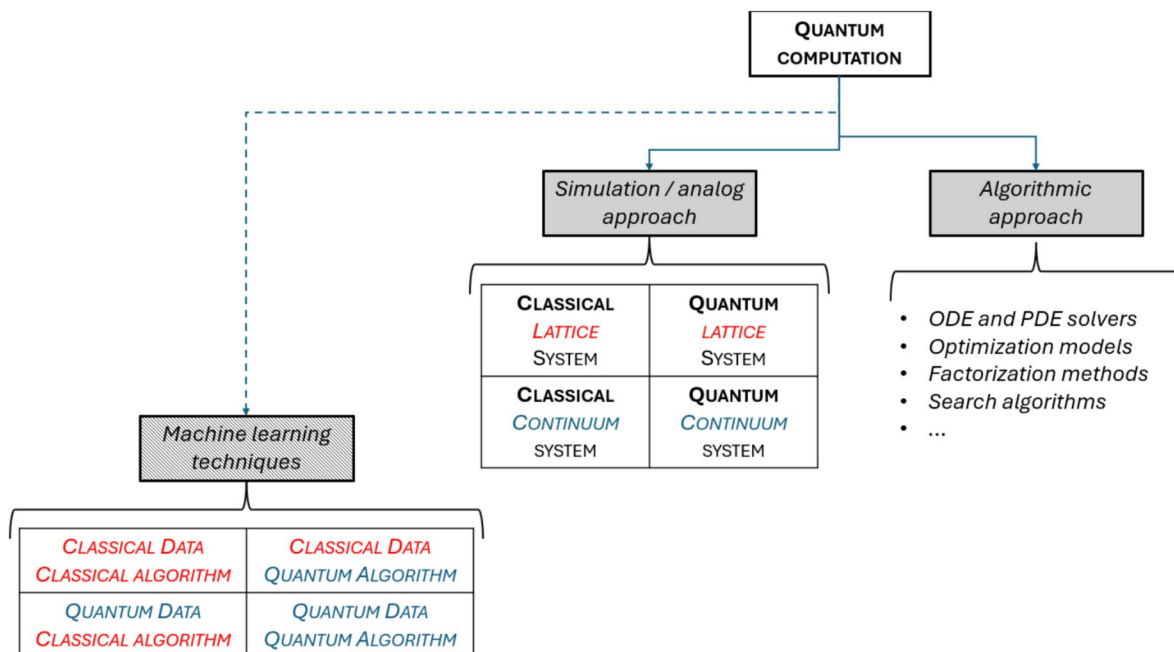 QUANTUM
COMPUTATION
Simulation / analog
approach
Algorithmic
approach
CLASSICAL
LATTICE
SYSTEM
QUANTUM
LATTICE
SYSTEM
CLASSICAL
CONTINUUM
SYSTEM
QUANTUM
CONTINUUM
SYSTEM
• ODE and PDE solvers
• Optimization models
• Factorization methods
• Search algorithms
• ...
Machine learning
techniques
CLASSICAL DATA
CLASSICAL ALGORITHM
CLASSICAL DATA
QUANTUM ALGORITHM
QUANTUM DATA
CLASSICAL ALGORITHM
QUANTUM DATA
QUANTUM ALGORITHM